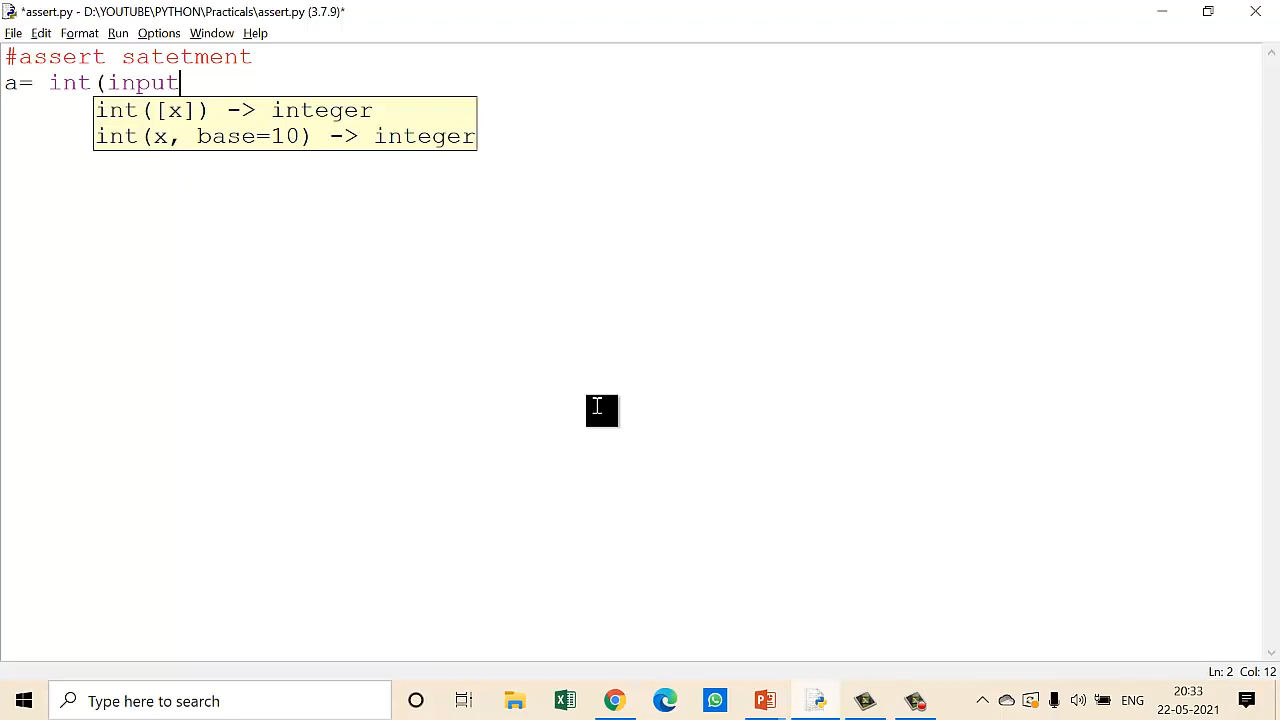 *assert.py - D:\YOUTUBE\PYTHON\Practicals\assert.py (3.7.9)*
File Edit Format Run Options Window Help
#assert satetment
a= int(input
int([x]) -> integer
int(x, base=10) -> integer
Ln: 2 Col: 12
Type here to search
ENG
20:33
22-05-2021